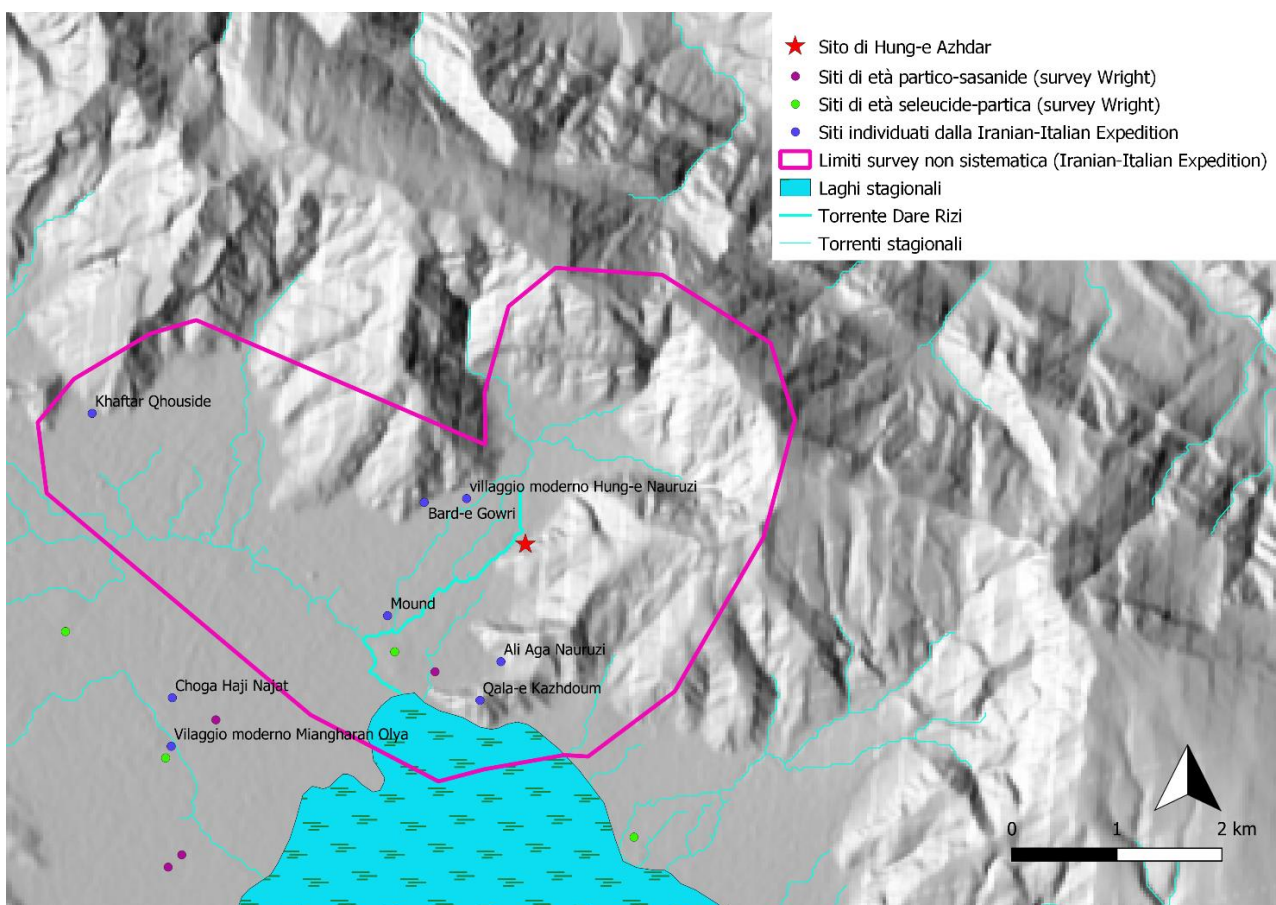 Sito di Hung-e Azhdar
Siti di età partico-sasanide (survey Wright)
Siti di età seleucide-partica (survey Wright)
Siti individuati dalla Iranian-Italian Expedition
Limiti survey non sistematica (Iranian-Italian Expedition)
Laghi stagionali
Torrente Dare Rizi
Torrenti stagionali
Khaftar Qhouside
villaggio moderno Hung-e Nauruzi
Bard-e Gowri
Mound
Ali Aga Nauruzi
Choga Haji Najat
Qala-e Kazhdoum
Vilaggio moderno Miangharan Olya
0 1 2 km